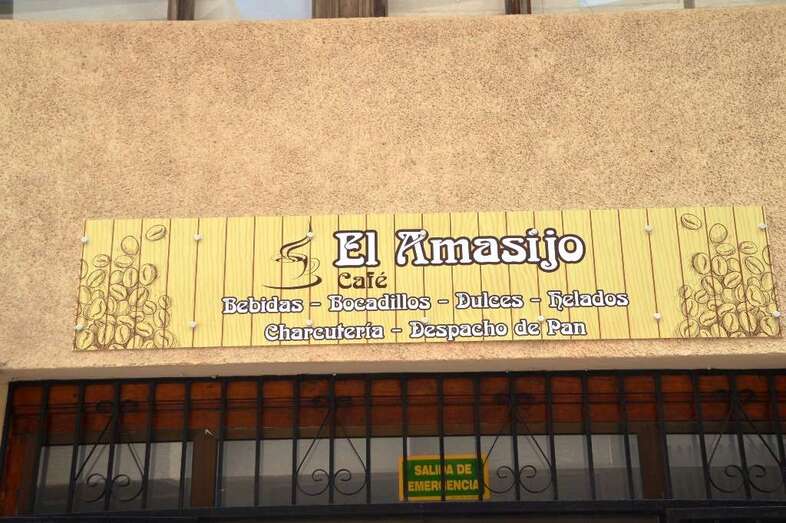 El Amasijo
Café
Bebidas - Bocadillos - Dulces - Helados
Charcutería - Despacho de Pan
SALIDA DE
EMERGENCIA